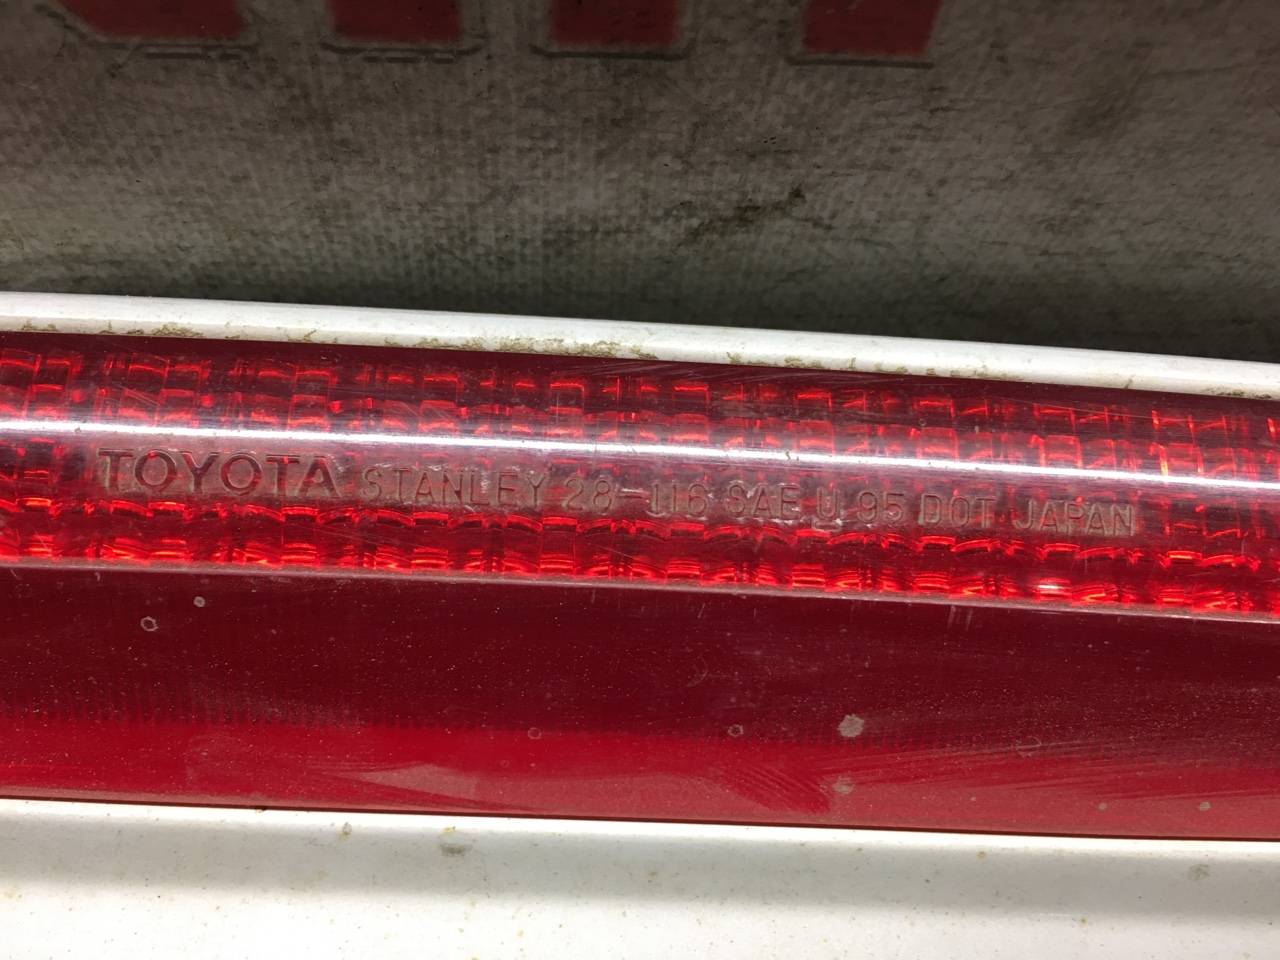 TOYOTA STANLEY 28-116 SAE U 95 DOT JAPAN